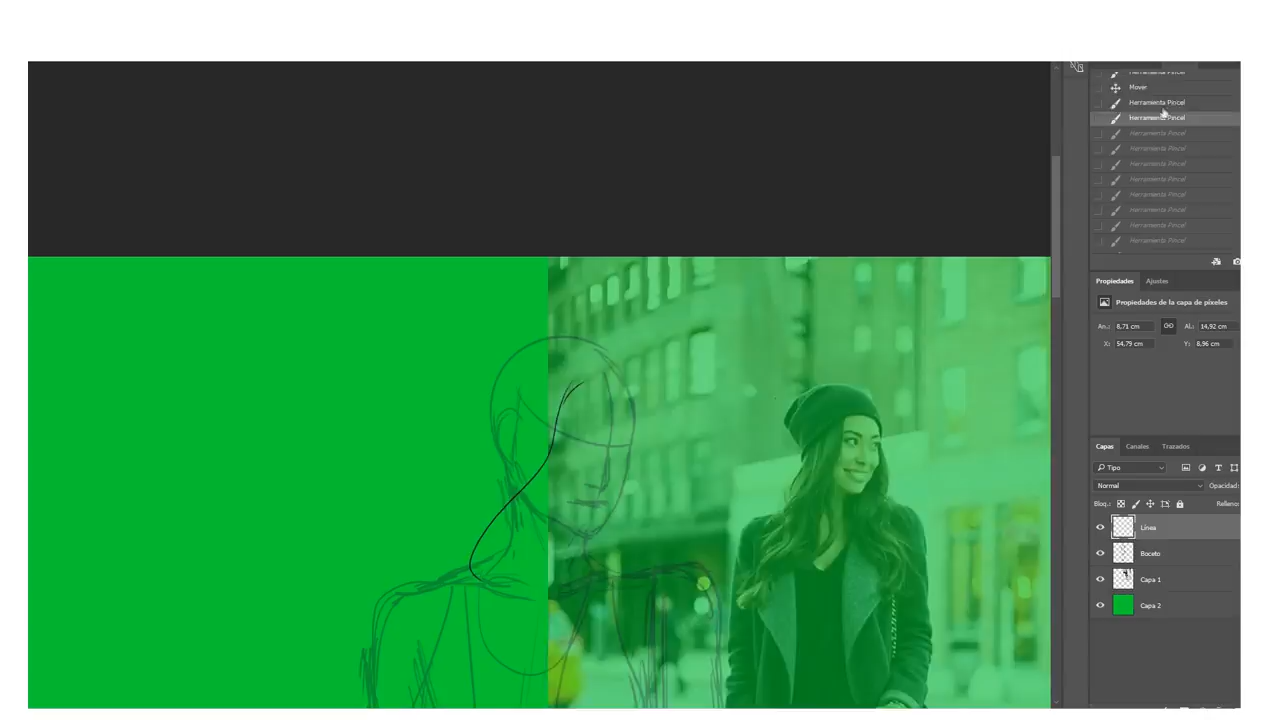 Herramienta Pincel
Mover
Herramienta Pincel
Herramienta Pincel
Herramienta Pincel
Herramienta Pincel
Herramienta Pincel
Herramienta Pincel
Herramienta Pincel
Herramienta Pincel
Herramienta Pincel
Herramienta Pincel
Propiedades Ajustes
Propiedades de la capa de píxeles
An.: 8,71 cm Al.: 14,92 cm
X: 54,79 cm Y: 8,96 cm
Capas Canales Trazados
Tipo
Normal Opacidad:
Bloq.: Relleno:
Línea
Boceto
Capa 1
Capa 2